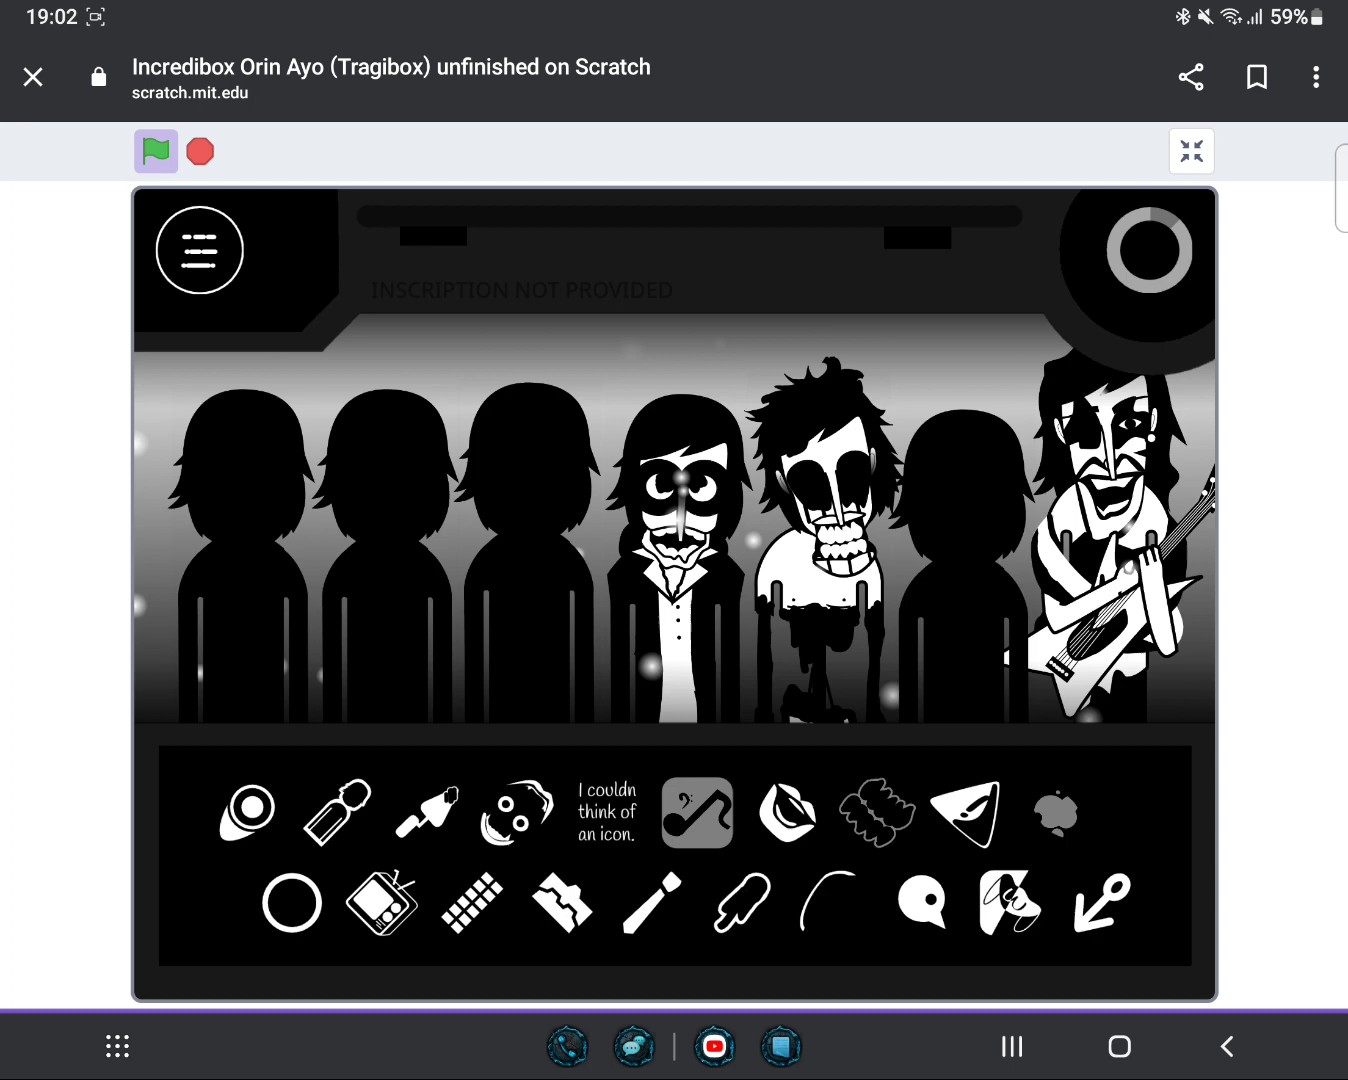 19:02
59%
Incredibox Orin Ayo (Tragibox) unfinished on Scratch
scratch.mit.edu
INSCRIPTION NOT PROVIDED
I couldn
think of
an icon.